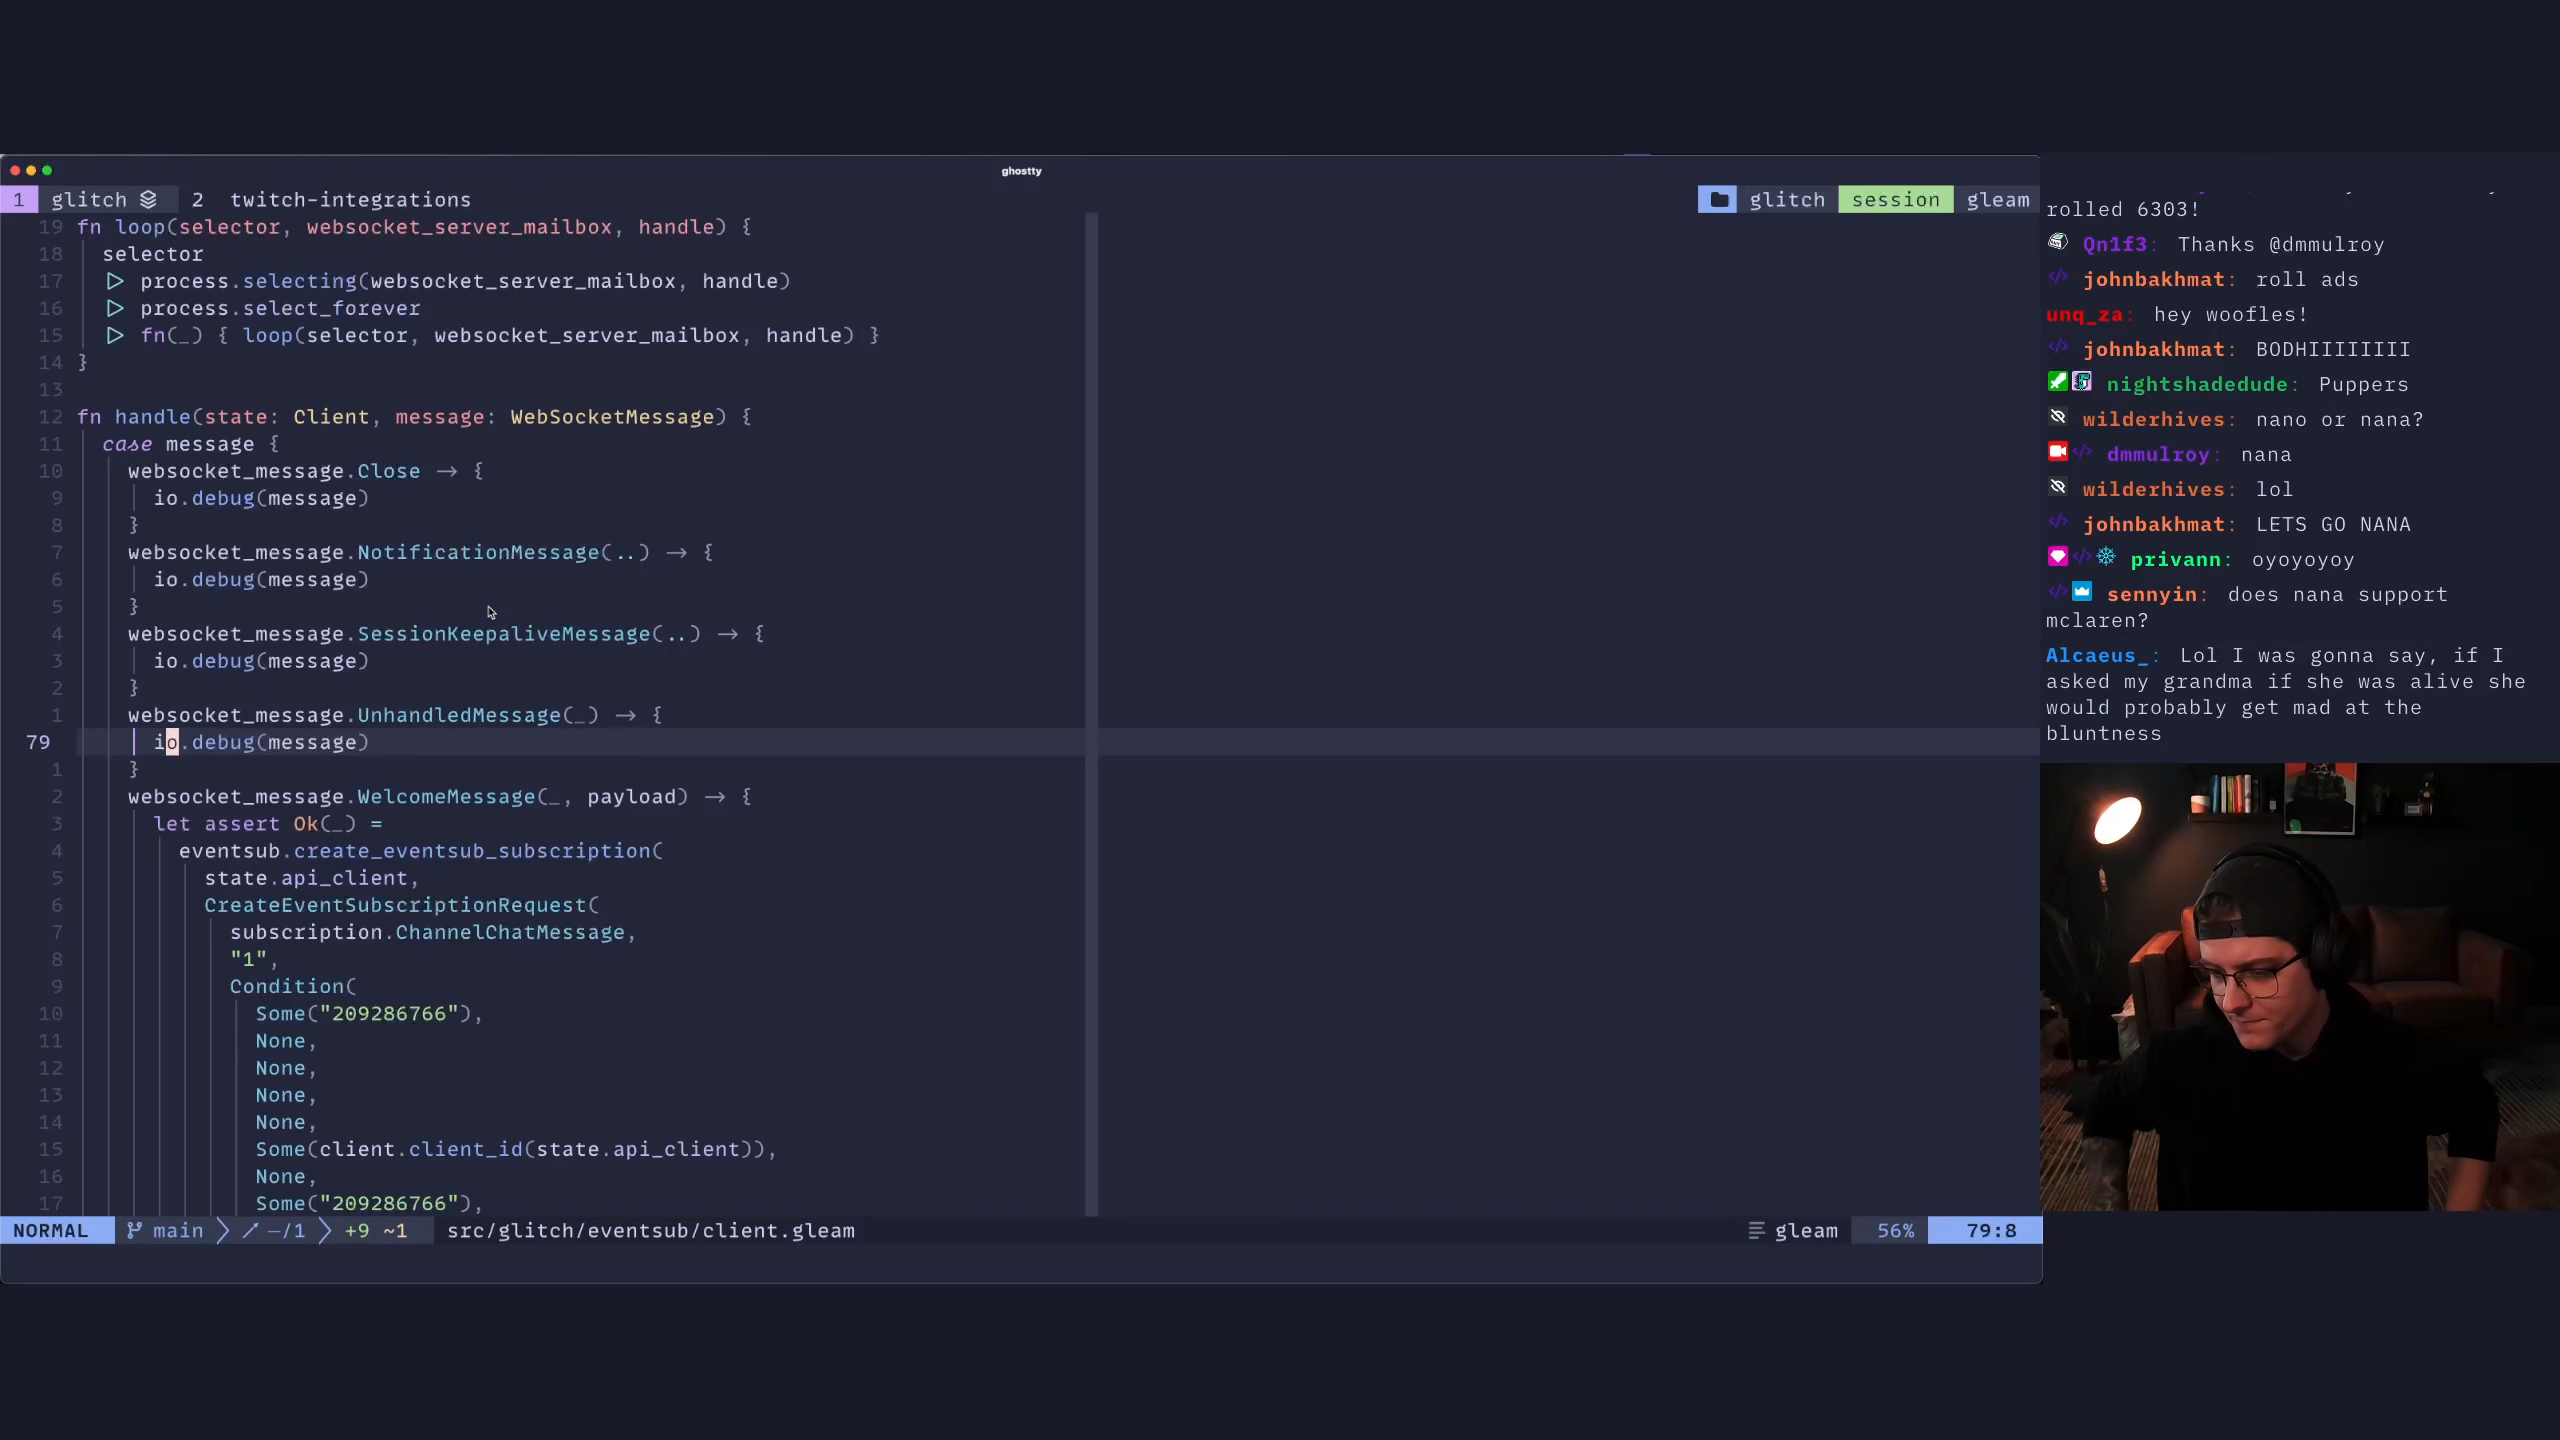 ghostty
1 glitch 2 twitch-integrations
glitch session gleam
19 fn loop(selector, websocket_server_mailbox, handle) {
18 selector
17 ▷ process.selecting(websocket_server_mailbox, handle)
16 ▷ process.select_forever
15 ▷ fn(_) { loop(selector, websocket_server_mailbox, handle) }
14 }
13
12 fn handle(state: Client, message: WebSocketMessage) {
11 case message {
10 websocket_message.Close → {
9 io.debug(message)
8 }
7 websocket_message.NotificationMessage(..) → {
6 io.debug(message)
5 }
4 websocket_message.SessionKeepaliveMessage(..) → {
3 io.debug(message)
2 }
1 websocket_message.UnhandledMessage(_) → {
79 io.debug(message)
1 }
2 websocket_message.WelcomeMessage(_, payload) → {
3 let assert Ok(_) =
4 eventsub.create_eventsub_subscription(
5 state.api_client,
6 CreateEventSubscriptionRequest(
7 subscription.ChannelChatMessage,
8 "1",
9 Condition(
10 Some("209286766"),
11 None,
12 None,
13 None,
14 None,
15 Some(client.client_id(state.api_client)),
16 None,
17 Some("209286766"),
NORMAL main −/1 +9 ~1 src/glitch/eventsub/client.gleam gleam 56% 79:8
rolled 6303!
Qn1f3: Thanks @dmmulroy
johnbakhmat: roll ads
unq_za: hey woofles!
johnbakhmat: BODHIIIIIIII
nightshadedude: Puppers
wilderhives: nano or nana?
dmmulroy: nana
wilderhives: lol
johnbakhmat: LETS GO NANA
privann: oyoyoyoy
sennyin: does nana support
mclaren?
Alcaeus_: Lol I was gonna say, if I
asked my grandma if she was alive she
would probably get mad at the
bluntness